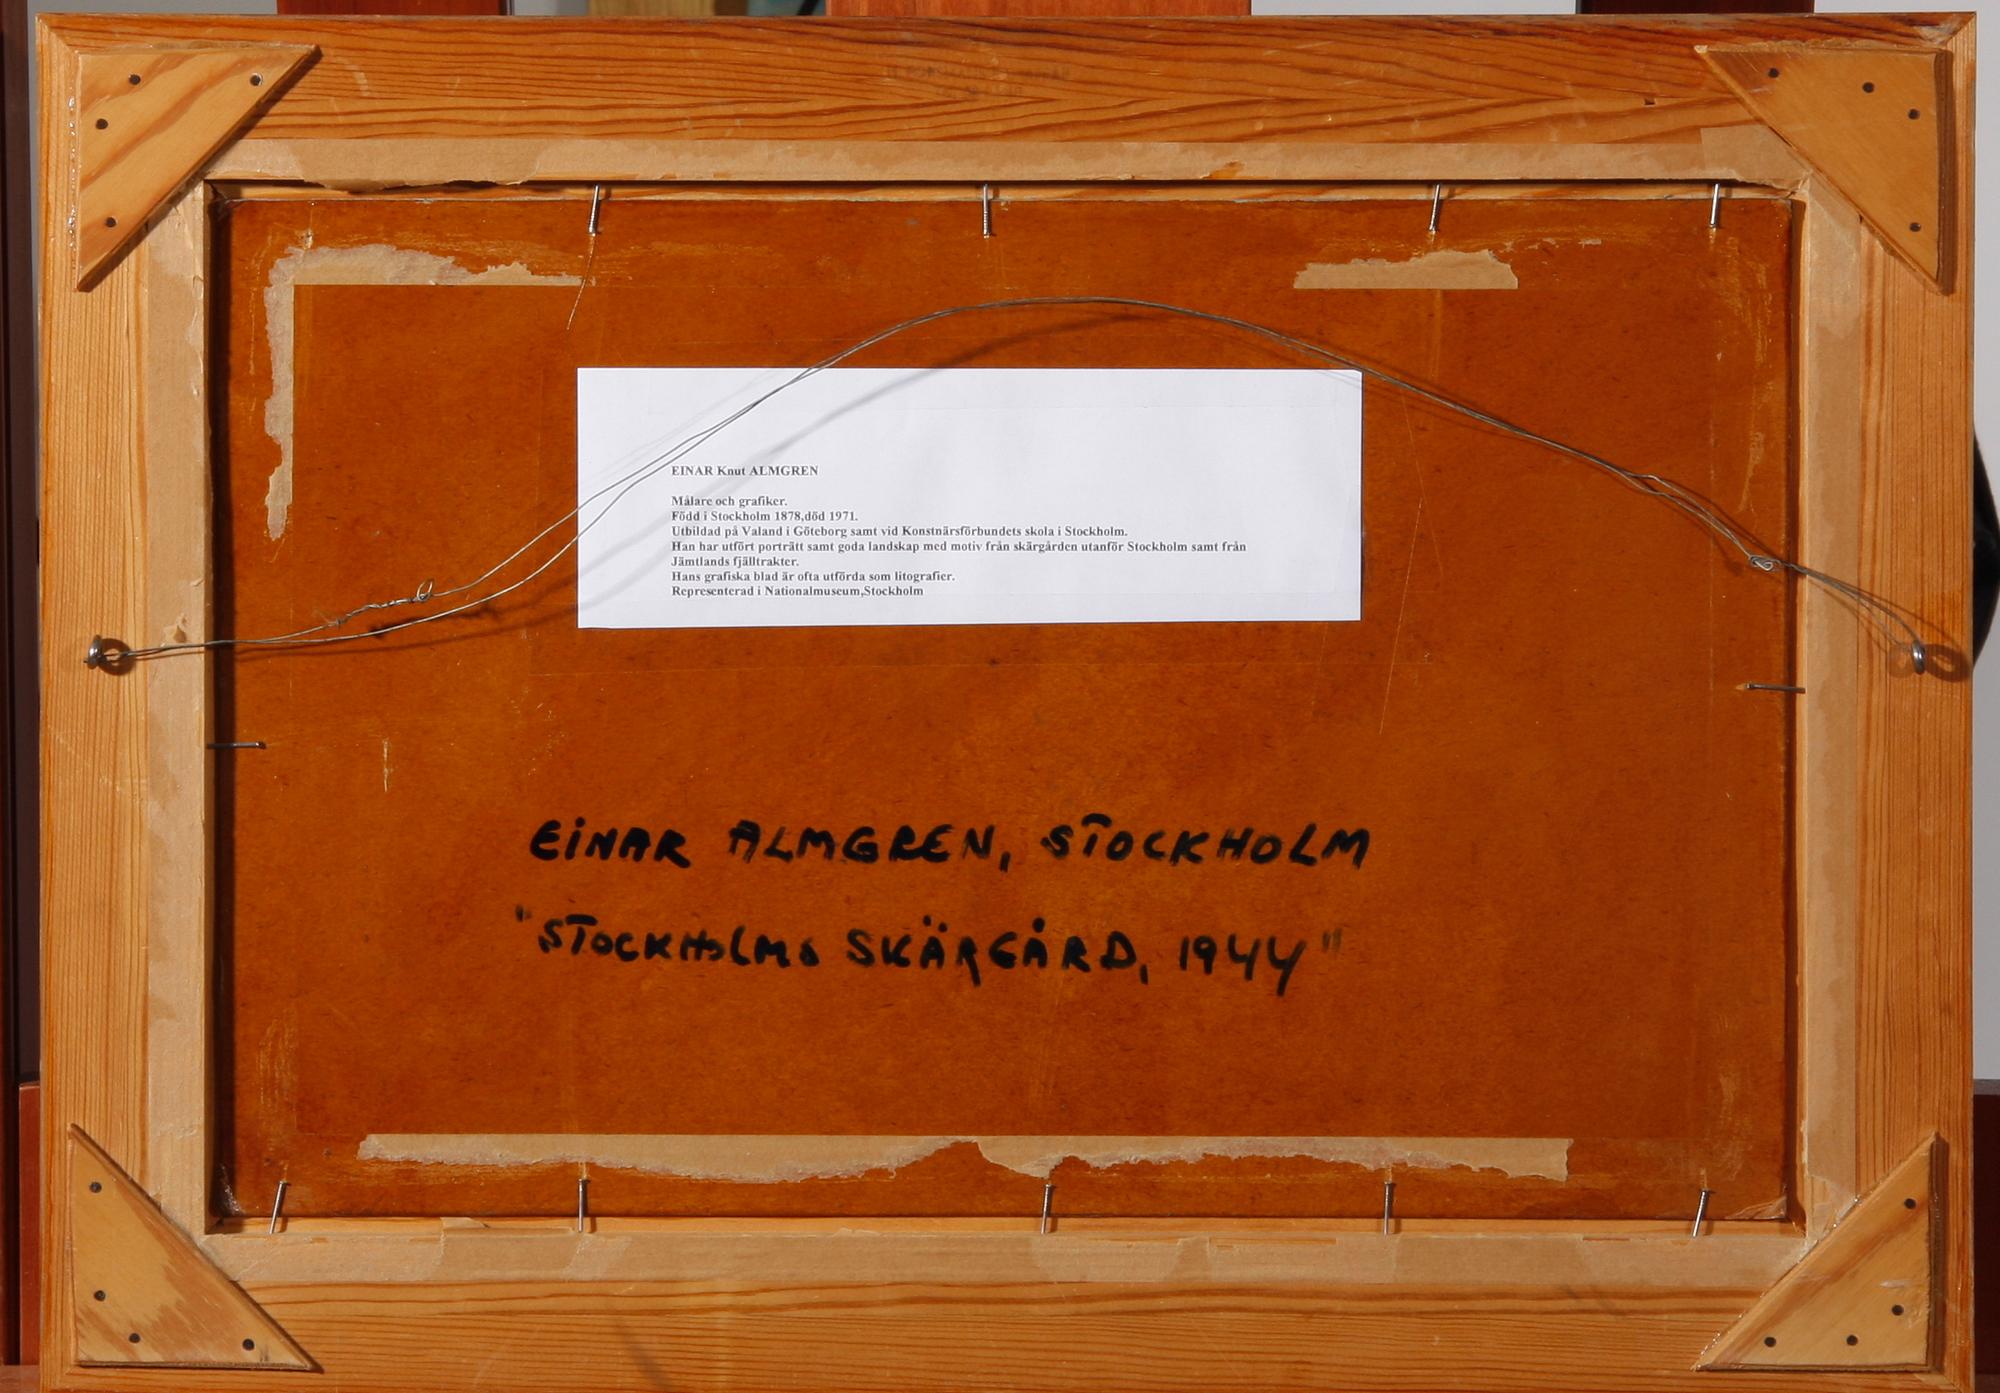 EINAR Knut ALMGREN
Målare och grafiker.
Född i Stockholm 1878,död 1971.
Utbildad på Valand i Göteborg samt vid Konstnärsförbundets skola i Stockholm.
Han har utfört porträtt samt goda landskap med motiv från skärgården utanför Stockholm samt från
Jämtlands fjälltrakter.
Hans grafiska blad är ofta utförda som litografier.
Representerad i Nationalmuseum,Stockholm
EINAR ALMGREN, STOCKHOLM
"STOCKHOLMS SKÄRGÅRD, 1944"